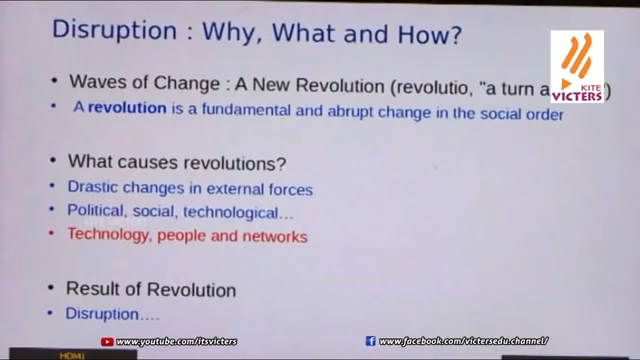 Disruption : Why, What and How?
KITE
VICTERS
• Waves of Change : A New Revolution (revolutio, "a turn a
• A revolution is a fundamental and abrupt change in the social order
• What causes revolutions?
• Drastic changes in external forces
• Political, social, technological…
• Technology, people and networks
• Result of Revolution
• Disruption….
www.youtube.com/itsvicters
www.facebook.com/victersedu.channel/
HDMI